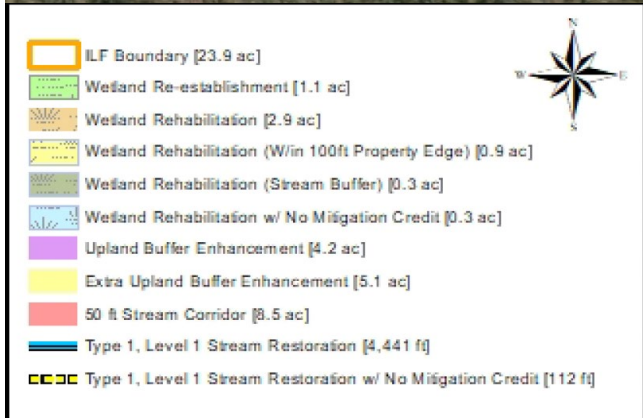 N
W E
S
ILF Boundary [23.9 ac]
Wetland Re-establishment [1.1 ac]
Wetland Rehabilitation [2.9 ac]
Wetland Rehabilitation (W/in 100ft Property Edge) [0.9 ac]
Wetland Rehabilitation (Stream Buffer) [0.3 ac]
Wetland Rehabilitation w/ No Mitigation Credit [0.3 ac]
Upland Buffer Enhancement [4.2 ac]
Extra Upland Buffer Enhancement [5.1 ac]
50 ft Stream Corridor [8.5 ac]
Type 1, Level 1 Stream Restoration [4,441 ft]
Type 1, Level 1 Stream Restoration w/ No Mitigation Credit [112 ft]